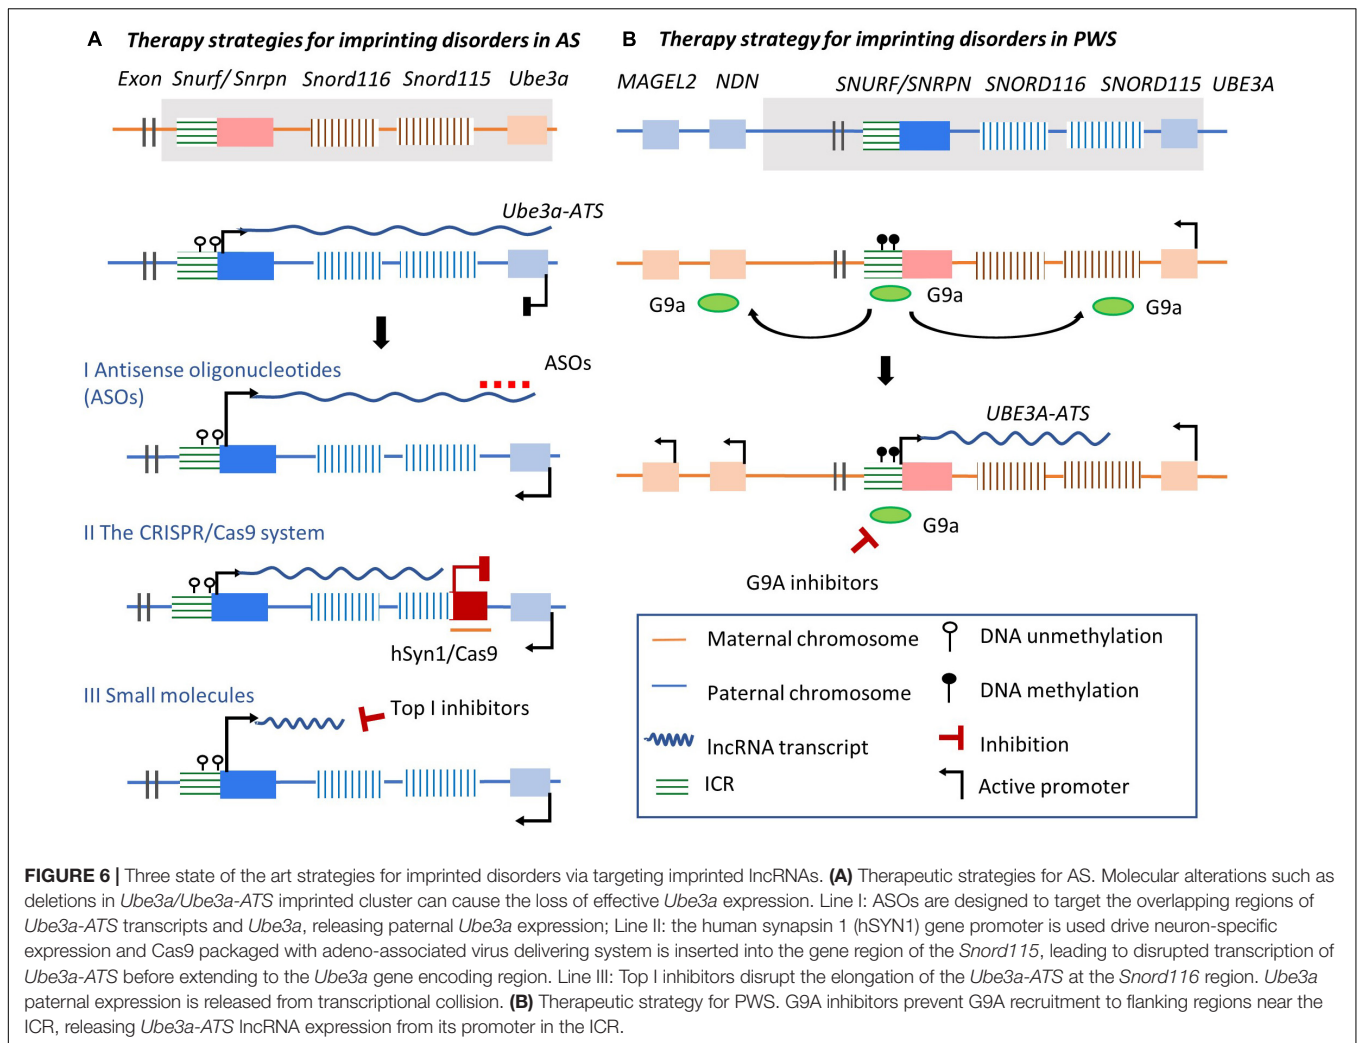 A Therapy strategies for imprinting disorders in AS
Exon Snurf/ Snrpn Snord116 Snord115 Ube3a
Ube3a-ATS
I Antisense oligonucleotides
(ASOs)
ASOs
II The CRISPR/Cas9 system
hSyn1/Cas9
III Small molecules
Top I inhibitors
B Therapy strategy for imprinting disorders in PWS
MAGEL2 NDN SNURF/SNRPN SNORD116 SNORD115 UBE3A
G9a G9a G9a
UBE3A-ATS
G9a
G9A inhibitors
Maternal chromosome
Paternal chromosome
lncRNA transcript
ICR
DNA unmethylation
DNA methylation
Inhibition
Active promoter
FIGURE 6 | Three state of the art strategies for imprinted disorders via targeting imprinted lncRNAs. (A) Therapeutic strategies for AS. Molecular alterations such as
deletions in Ube3a/Ube3a-ATS imprinted cluster can cause the loss of effective Ube3a expression. Line I: ASOs are designed to target the overlapping regions of
Ube3a-ATS transcripts and Ube3a, releasing paternal Ube3a expression; Line II: the human synapsin 1 (hSYN1) gene promoter is used drive neuron-specific
expression and Cas9 packaged with adeno-associated virus delivering system is inserted into the gene region of the Snord115, leading to disrupted transcription of
Ube3a-ATS before extending to the Ube3a gene encoding region. Line III: Top I inhibitors disrupt the elongation of the Ube3a-ATS at the Snord116 region. Ube3a
paternal expression is released from transcriptional collision. (B) Therapeutic strategy for PWS. G9A inhibitors prevent G9A recruitment to flanking regions near the
ICR, releasing Ube3a-ATS lncRNA expression from its promoter in the ICR.